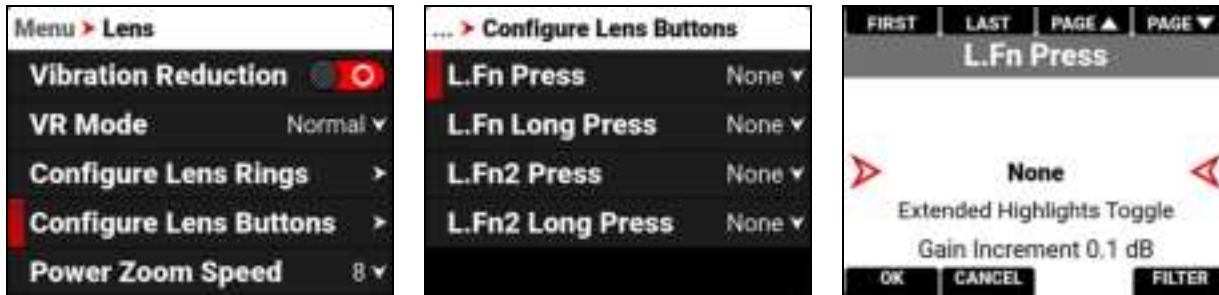 Menu > Lens
Vibration Reduction
VR Mode Normal
Configure Lens Rings
Configure Lens Buttons
Power Zoom Speed 8
... > Configure Lens Buttons
L.Fn Press None
L.Fn Long Press None
L.Fn2 Press None
L.Fn2 Long Press None
FIRST LAST PAGE ▲ PAGE ▼
L.Fn Press
None
Extended Highlights Toggle
Gain Increment 0.1 dB
OK CANCEL FILTER